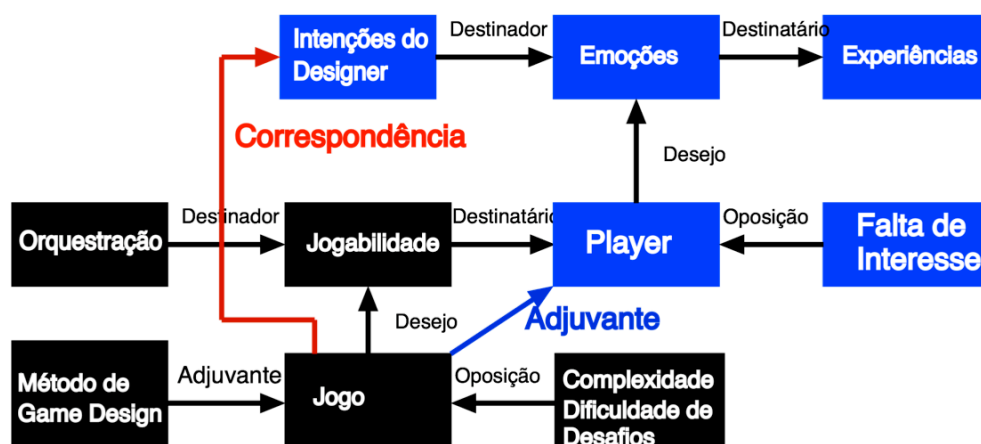 Intenções do
Designer
Destinador
Emoções
Destinatário
Experiências
Correspondência
Desejo
Orquestração
Destinador
Jogabilidade
Destinatário
Player
Oposição
Falta de
Interesse
Desejo
Adjuvante
Método de
Game Design
Adjuvante
Jogo
Oposição
Complexidade
Dificuldade de
Desafios